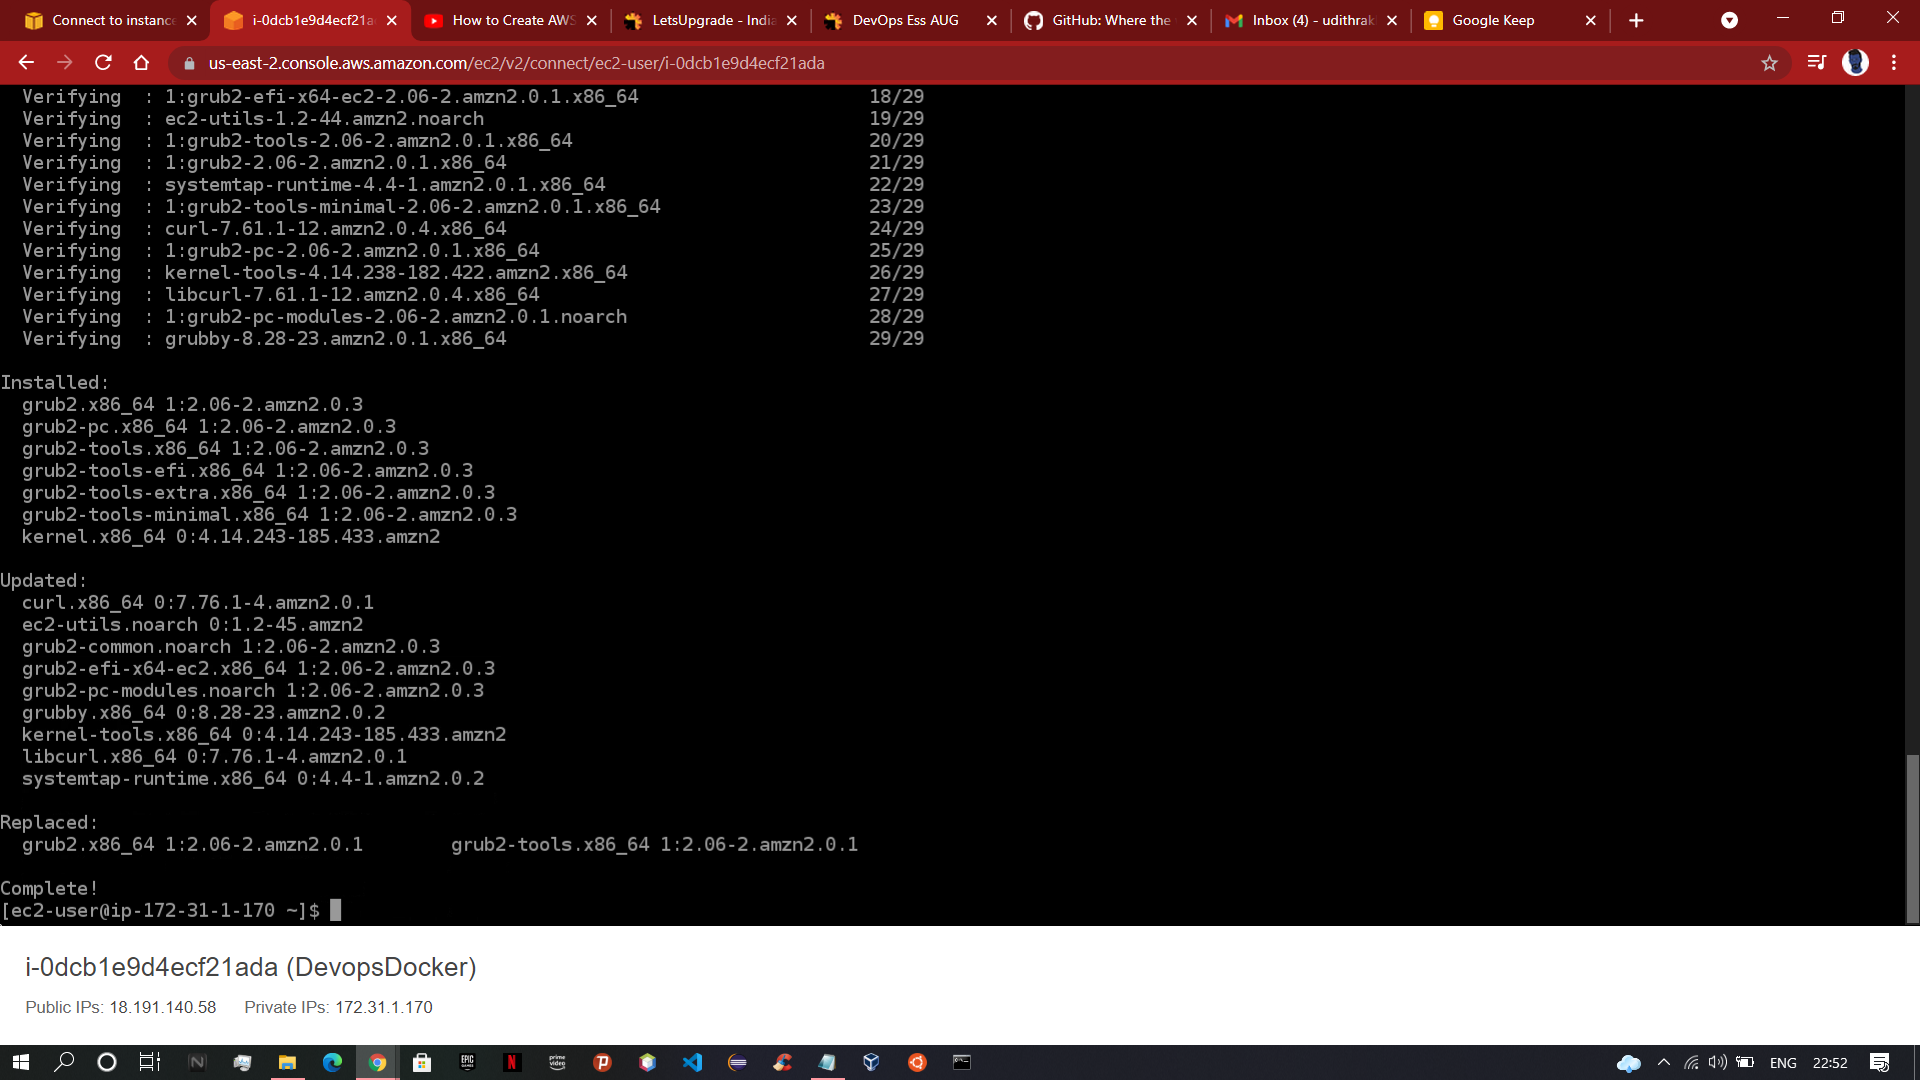 Connect to instance
i-0dcb1e9d4ecf21a
How to Create AWS
LetsUpgrade - India
DevOps Ess AUG
GitHub: Where the
Inbox (4) - udithrak
Google Keep
us-east-2.console.aws.amazon.com/ec2/v2/connect/ec2-user/i-0dcb1e9d4ecf21ada
Verifying : 1:grub2-efi-x64-ec2-2.06-2.amzn2.0.1.x86_64 18/29
Verifying : ec2-utils-1.2-44.amzn2.noarch 19/29
Verifying : 1:grub2-tools-2.06-2.amzn2.0.1.x86_64 20/29
Verifying : 1:grub2-2.06-2.amzn2.0.1.x86_64 21/29
Verifying : systemtap-runtime-4.4-1.amzn2.0.1.x86_64 22/29
Verifying : 1:grub2-tools-minimal-2.06-2.amzn2.0.1.x86_64 23/29
Verifying : curl-7.61.1-12.amzn2.0.4.x86_64 24/29
Verifying : 1:grub2-pc-2.06-2.amzn2.0.1.x86_64 25/29
Verifying : kernel-tools-4.14.238-182.422.amzn2.x86_64 26/29
Verifying : libcurl-7.61.1-12.amzn2.0.4.x86_64 27/29
Verifying : 1:grub2-pc-modules-2.06-2.amzn2.0.1.noarch 28/29
Verifying : grubby-8.28-23.amzn2.0.1.x86_64 29/29
Installed:
grub2.x86_64 1:2.06-2.amzn2.0.3
grub2-pc.x86_64 1:2.06-2.amzn2.0.3
grub2-tools.x86_64 1:2.06-2.amzn2.0.3
grub2-tools-efi.x86_64 1:2.06-2.amzn2.0.3
grub2-tools-extra.x86_64 1:2.06-2.amzn2.0.3
grub2-tools-minimal.x86_64 1:2.06-2.amzn2.0.3
kernel.x86_64 0:4.14.243-185.433.amzn2
Updated:
curl.x86_64 0:7.76.1-4.amzn2.0.1
ec2-utils.noarch 0:1.2-45.amzn2
grub2-common.noarch 1:2.06-2.amzn2.0.3
grub2-efi-x64-ec2.x86_64 1:2.06-2.amzn2.0.3
grub2-pc-modules.noarch 1:2.06-2.amzn2.0.3
grubby.x86_64 0:8.28-23.amzn2.0.2
kernel-tools.x86_64 0:4.14.243-185.433.amzn2
libcurl.x86_64 0:7.76.1-4.amzn2.0.1
systemtap-runtime.x86_64 0:4.4-1.amzn2.0.2
Replaced:
grub2.x86_64 1:2.06-2.amzn2.0.1 grub2-tools.x86_64 1:2.06-2.amzn2.0.1
Complete!
[ec2-user@ip-172-31-1-170 ~]$
i-0dcb1e9d4ecf21ada (DevopsDocker)
Public IPs: 18.191.140.58 Private IPs: 172.31.1.170
EPIC GAMES
prime video
ENG
22:52